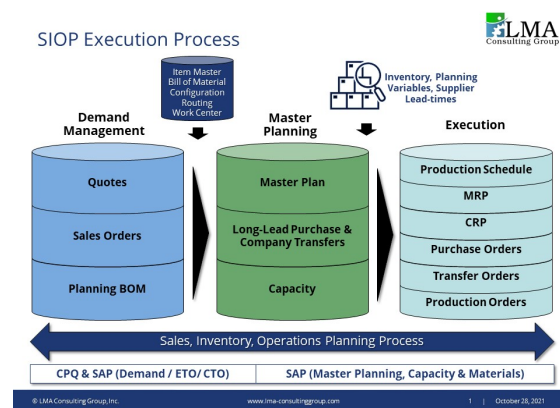 SIOP Execution Process
LMA
Consulting Group
Item Master
Bill of Material
Configuration
Routing
Work Center
Inventory, Planning
Variables, Supplier
Lead-times
Demand
Management
Master
Planning
Execution
Quotes
Sales Orders
Planning BOM
Master Plan
Long-Lead Purchase &
Company Transfers
Capacity
Production Schedule
MRP
CRP
Purchase Orders
Transfer Orders
Production Orders
Sales, Inventory, Operations Planning Process
CPQ & SAP (Demand / ETO/ CTO)
SAP (Master Planning, Capacity & Materials)
© LMA Consulting Group, Inc.
www.lma-consultinggroup.com
1 | October 28, 2021